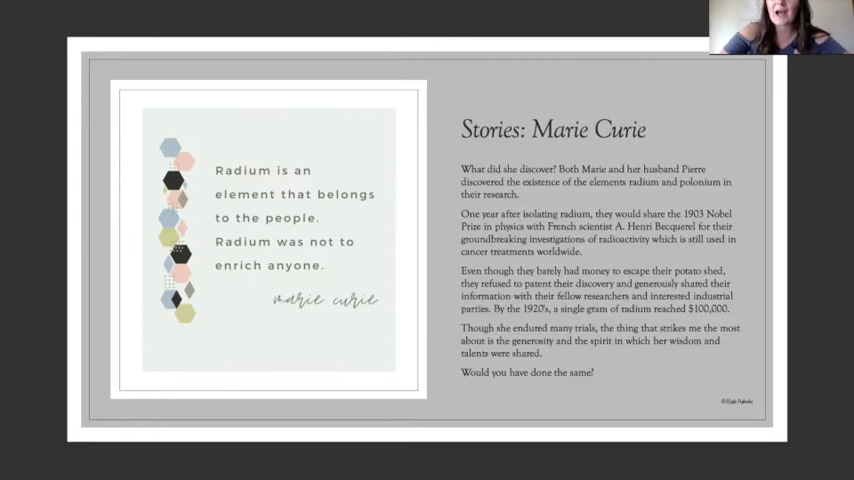 Radium is an
element that belongs
to the people.
Radium was not to
enrich anyone.
marie curie
Stories: Marie Curie
What did she discover? Both Marie and her husband Pierre
discovered the existence of the elements radium and polonium in
their research.
One year after isolating radium, they would share the 1903 Nobel
Prize in physics with French scientist A. Henri Becquerel for their
groundbreaking investigations of radioactivity which is still used in
cancer treatments worldwide.
Even though they barely had money to escape their potato shed,
they refused to patent their discovery and generously shared their
information with their fellow researchers and interested industrial
parties. By the 1920's, a single gram of radium reached $100,000.
Though she endured many trials, the thing that strikes me the most
about is the generosity and the spirit in which her wisdom and
talents were shared.
Would you have done the same?